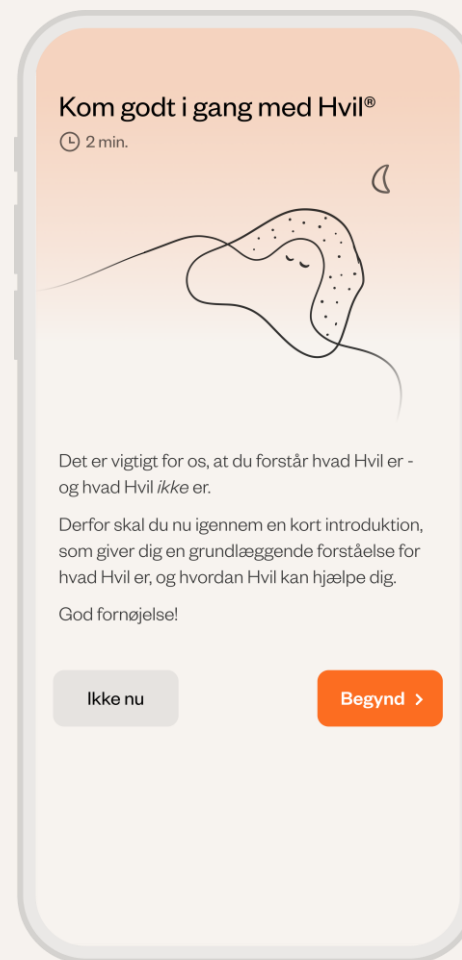 Kom godt i gang med Hvil®
2 min.
Det er vigtigt for os, at du forstår hvad Hvil er -
og hvad Hvil ikke er.
Derfor skal du nu igennem en kort introduktion,
som giver dig en grundlæggende forståelse for
hvad Hvil er, og hvordan Hvil kan hjælpe dig.
God fornøjelse!
Ikke nu
Begynd